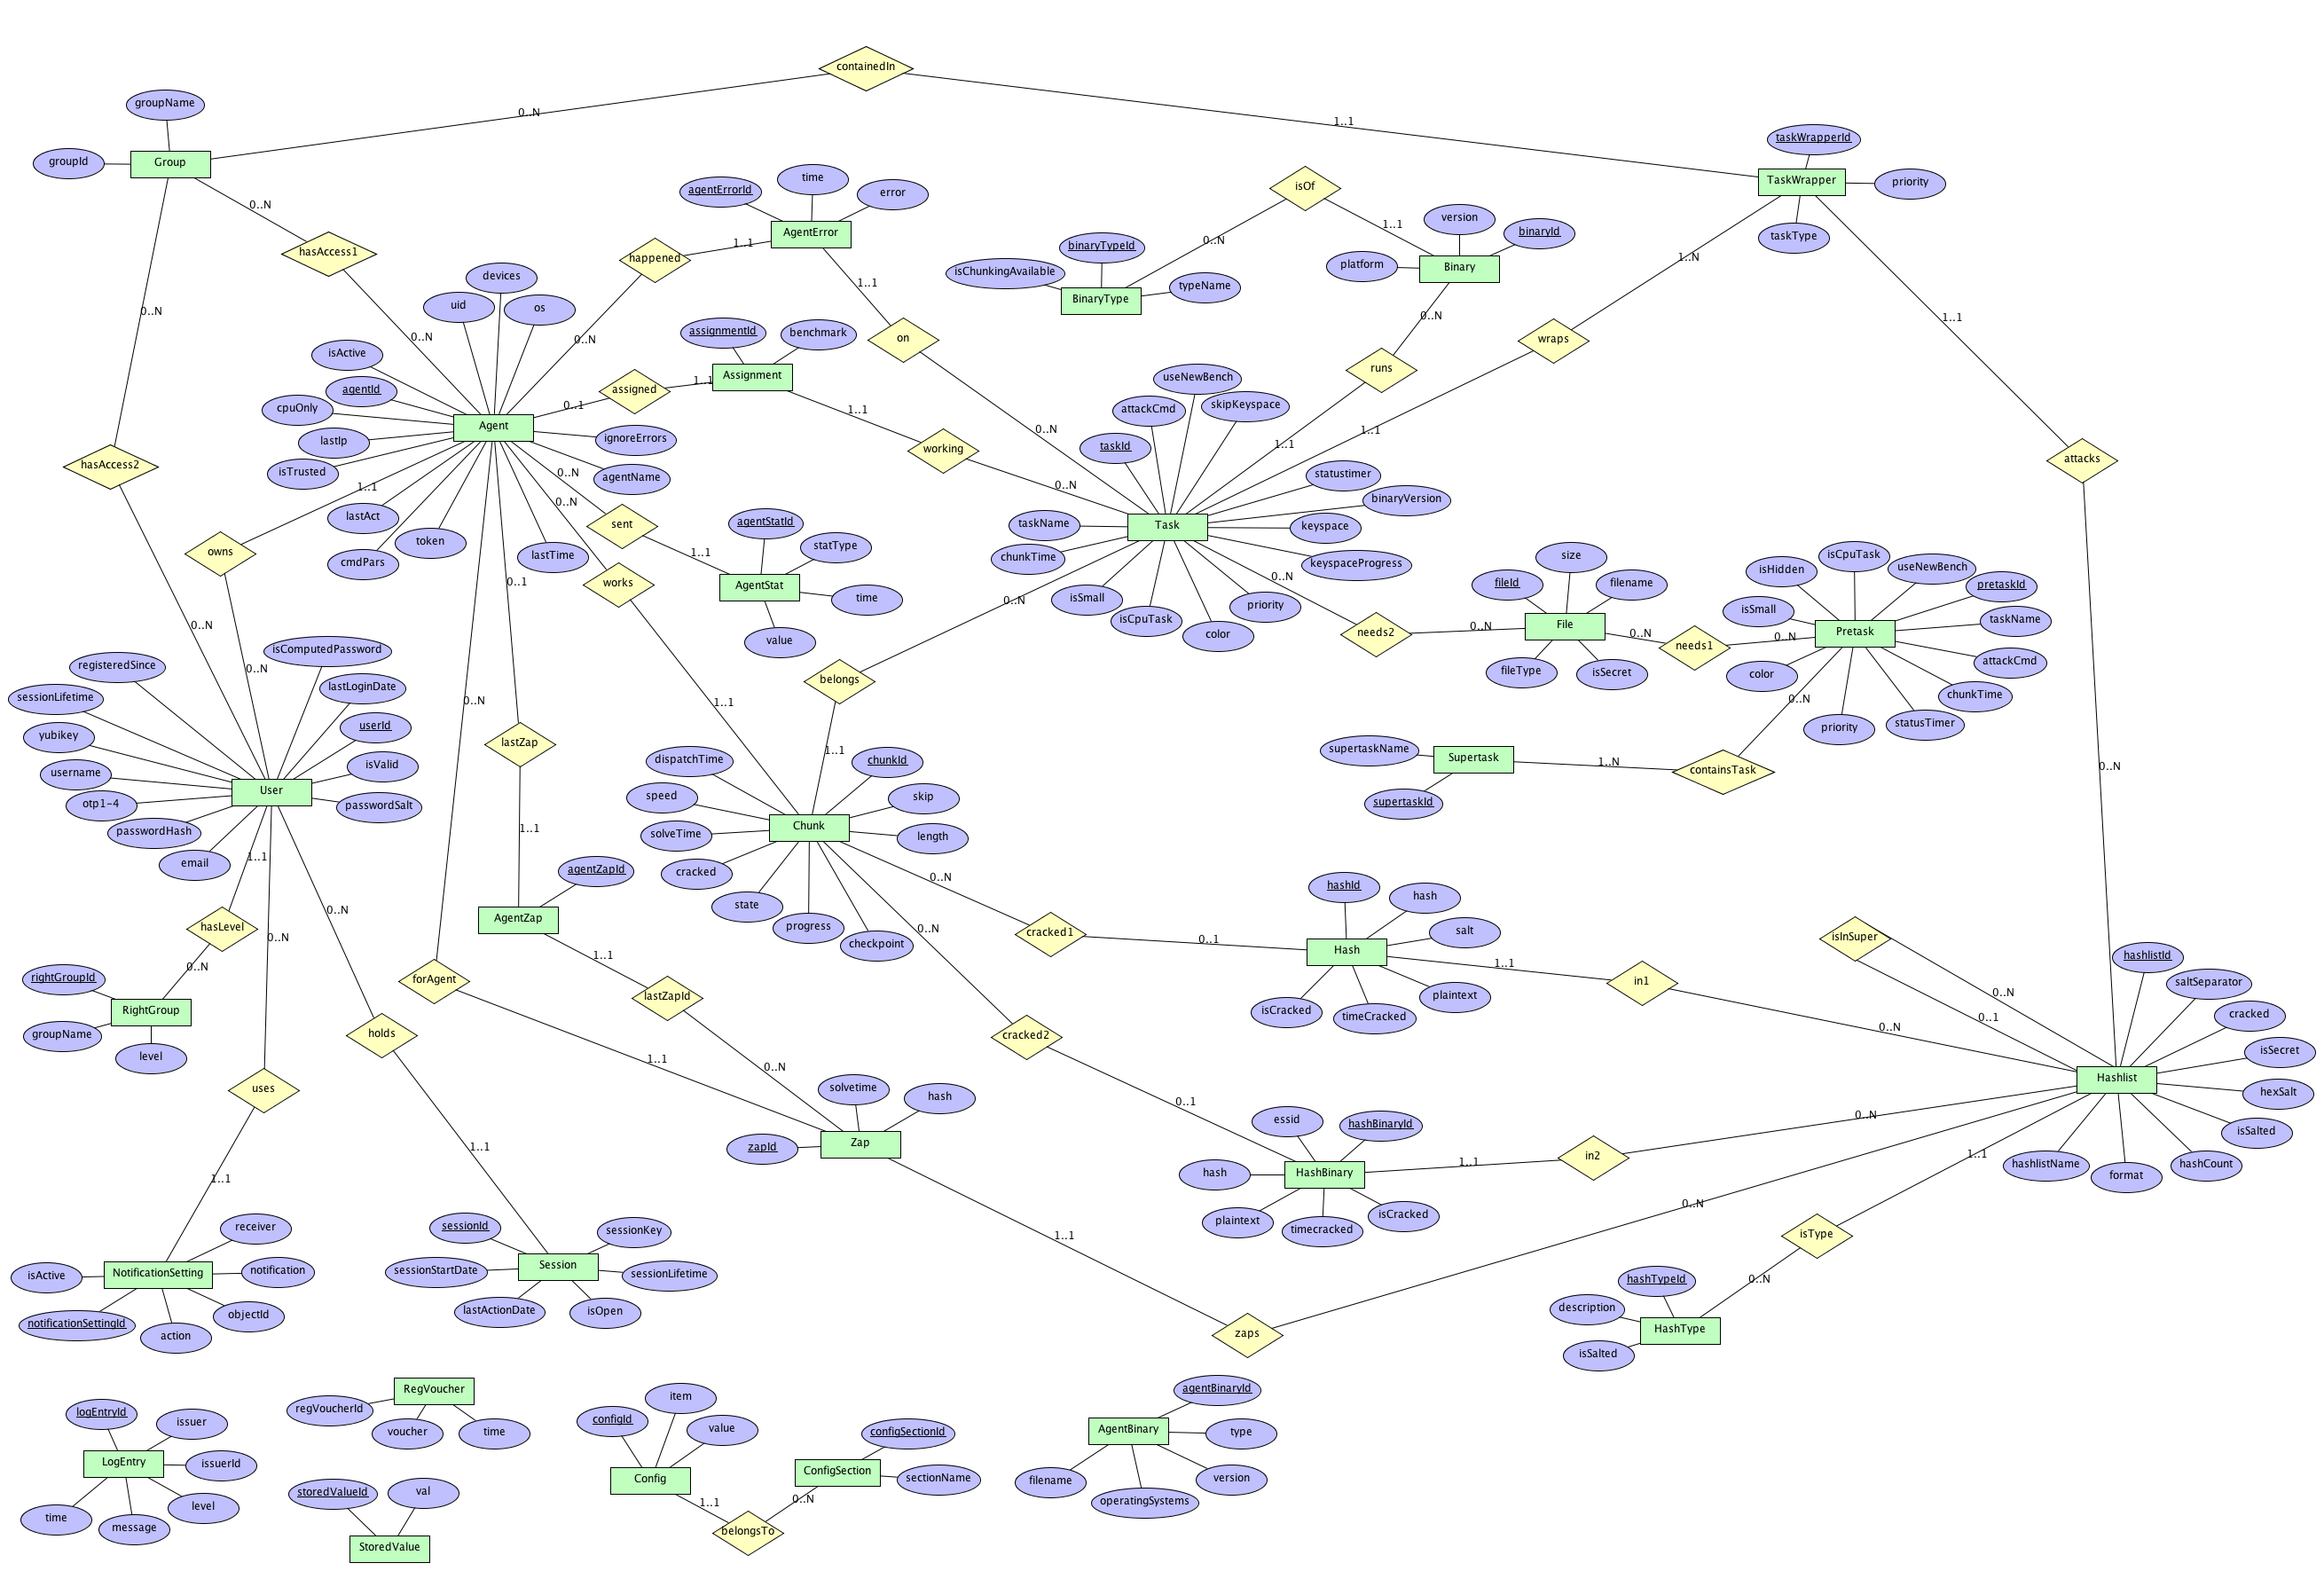 containedIn
groupName
0..N
1..1
taskWrapperId
groupId
Group
time
agentErrorId
error
isOf
TaskWrapper
priority
0..N
version
binaryId
1..1
taskType
hasAccess1
AgentError
happened
1..1
binaryTypeId
0..N
isChunkingAvailable
platform
Binary
1..N
devices
uid
os
1..1
BinaryType
typeName
0..N
0..N
0..N
0..N
assignmentId
benchmark
on
0..N
wraps
1..1
isActive
Assignment
runs
agentId
assigned
1..1
useNewBench
cpuOnly
0..1
1..1
attackCmd
skipKeyspace
Agent
0..N
1..1
1..1
lastIp
ignoreErrors
taskId
hasAccess2
working
attacks
isTrusted
0..N
agentName
statustimer
1..1
0..N
0..N
binaryVersion
lastAct
sent
agentStatId
taskName
Task
keyspace
token
statType
owns
cmdPars
lastTime
1..1
chunkTime
keyspaceProgress
size
isCpuTask
0..1
works
AgentStat
0..N
fileId
filename
isHidden
useNewBench
pretaskId
time
0..N
isSmall
priority
isSmall
taskName
0..N
isCpuTask
color
needs2
0..N
File
0..N
needs1
0..N
Pretask
value
registeredSince
isComputedPassword
0..N
fileType
isSecret
color
attackCmd
sessionLifetime
lastLoginDate
belongs
chunkTime
0..N
1..1
0..N
userId
priority
statusTimer
yubikey
lastZap
1..1
supertaskName
Supertask
1..N
containsTask
0..N
username
isValid
dispatchTime
chunkId
otp1-4
User
passwordSalt
speed
skip
supertaskId
passwordHash
1..1
solveTime
Chunk
length
email
1..1
agentZapId
cracked
0..N
hashId
state
hash
0..N
AgentZap
progress
checkpoint
0..N
cracked1
0..1
Hash
salt
isInSuper
hasLevel
0..N
1..1
1..1
hashlistId
0..N
rightGroupId
forAgent
lastZapId
in1
saltSeparator
0..N
RightGroup
isCracked
timeCracked
plaintext
0..1
cracked
groupName
level
holds
cracked2
0..N
isSecret
1..1
0..N
uses
solvetime
hash
0..1
Hashlist
hexSalt
essid
hashBinaryId
0..N
isSalted
1..1
zapId
Zap
1..1
in2
1..1
hash
HashBinary
hashlistName
format
hashCount
1..1
plaintext
timecracked
isCracked
0..N
receiver
sessionId
sessionKey
1..1
isType
isActive
NotificationSetting
notification
sessionStartDate
Session
sessionLifetime
0..N
notificationSettingId
action
objectId
lastActionDate
isOpen
hashTypeId
description
zaps
HashType
isSalted
RegVoucher
agentBinaryId
logEntryId
issuer
regVoucherId
item
voucher
time
configId
value
configSectionId
AgentBinary
type
LogEntry
issuerId
ConfigSection
Config
sectionName
filename
version
storedValueId
val
1..1
0..N
operatingSystems
time
message
level
belongsTo
StoredValue